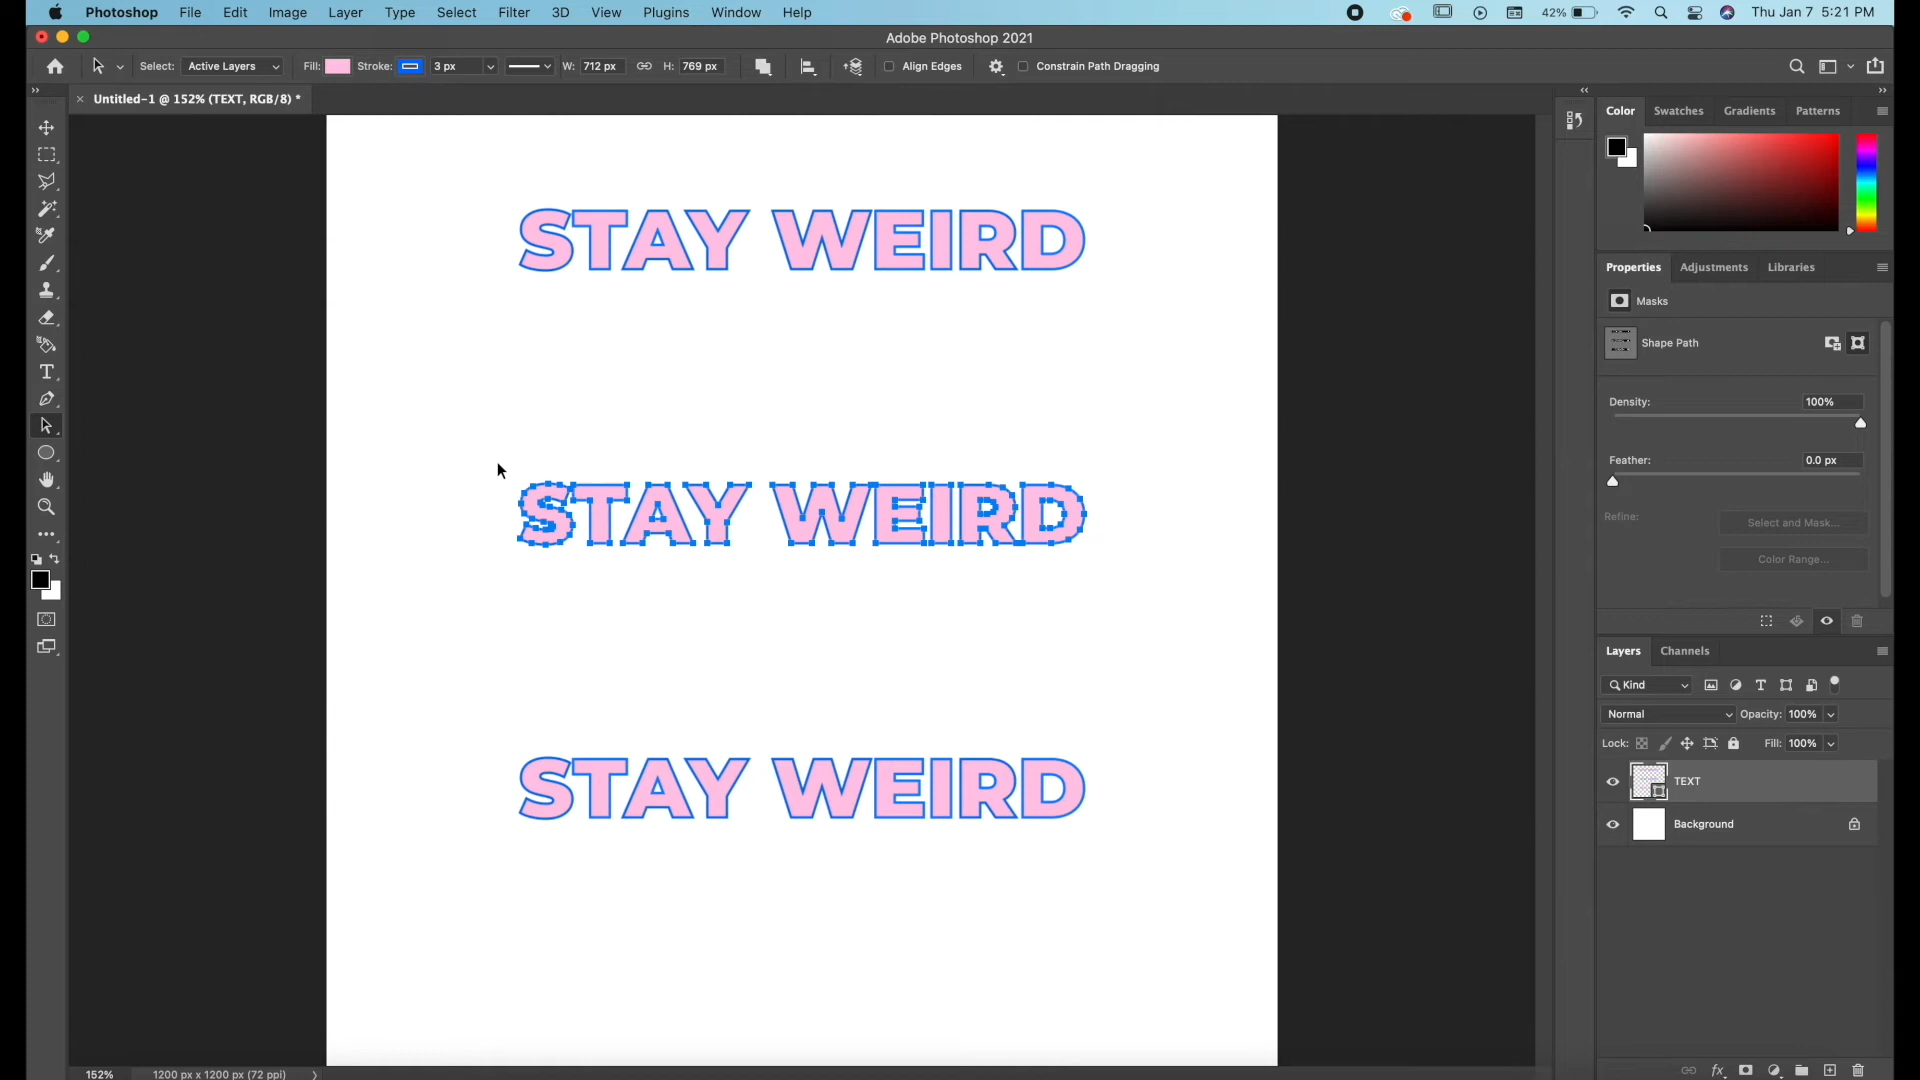 Photoshop File Edit Image Layer Type Select Filter 3D View Plugins Window Help 42% Thu Jan 7 5:21 PM
Adobe Photoshop 2021
Select: Active Layers Fill: Stroke: 3 px W: 712 px H: 769 px Align Edges Constrain Path Dragging
× Untitled-1 @ 152% (TEXT, RGB/8) *
Color Swatches Gradients Patterns
STAY WEIRD
Properties Adjustments Libraries
Masks
Shape Path
Density: 100%
Feather: 0.0 px
STAY WEIRD
Refine: Select and Mask...
Color Range...
Layers Channels
Kind
Normal Opacity: 100%
Lock: Fill: 100%
TEXT
STAY WEIRD
Background
152% 1200 px x 1200 px (72 ppi)
fx